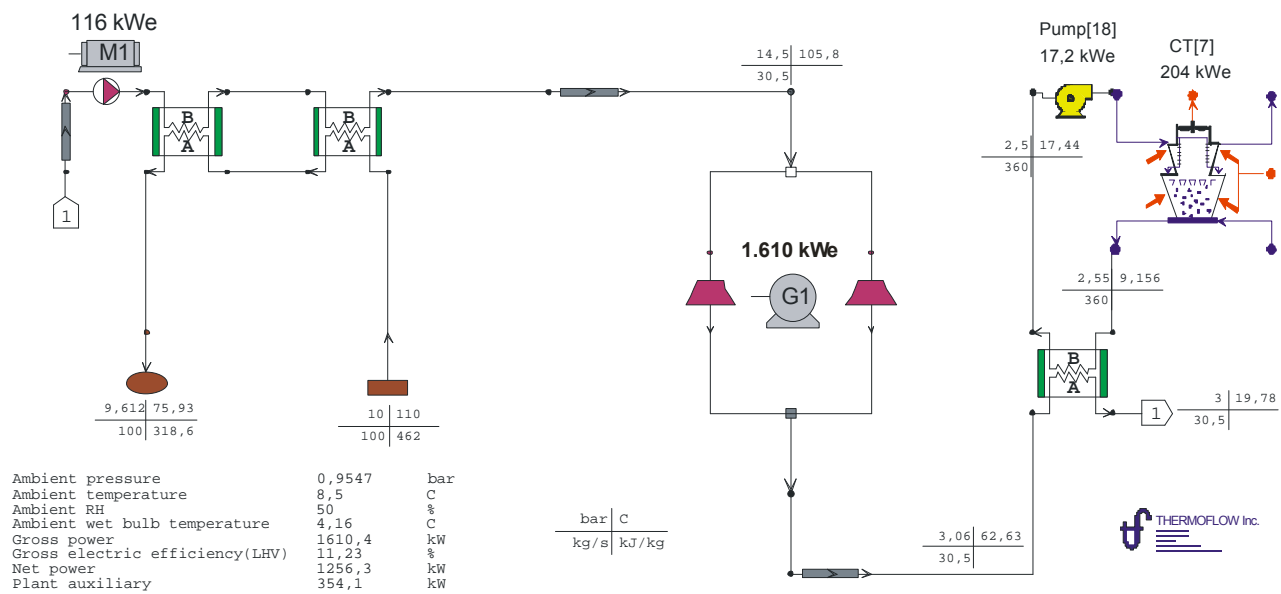 116 kWe
M1
B
A
B
A
1
14,5 105,8
30,5
1.610 kWe
G1
Pump[18]
17,2 kWe
CT[7]
204 kWe
2,5 17,44
360
2,55 9,156
360
B
A
1
3 19,78
30,5
9,612 75,93
100 318,6
10 110
100 462
Ambient pressure 0,9547 bar
Ambient temperature 8,5 C
Ambient RH 50 %
Ambient wet bulb temperature 4,16 C
Gross power 1610,4 kW
Gross electric efficiency(LHV) 11,23 %
Net power 1256,3 kW
Plant auxiliary 354,1 kW
bar C
kg/s kJ/kg
3,06 62,63
30,5
THERMOFLOW Inc.